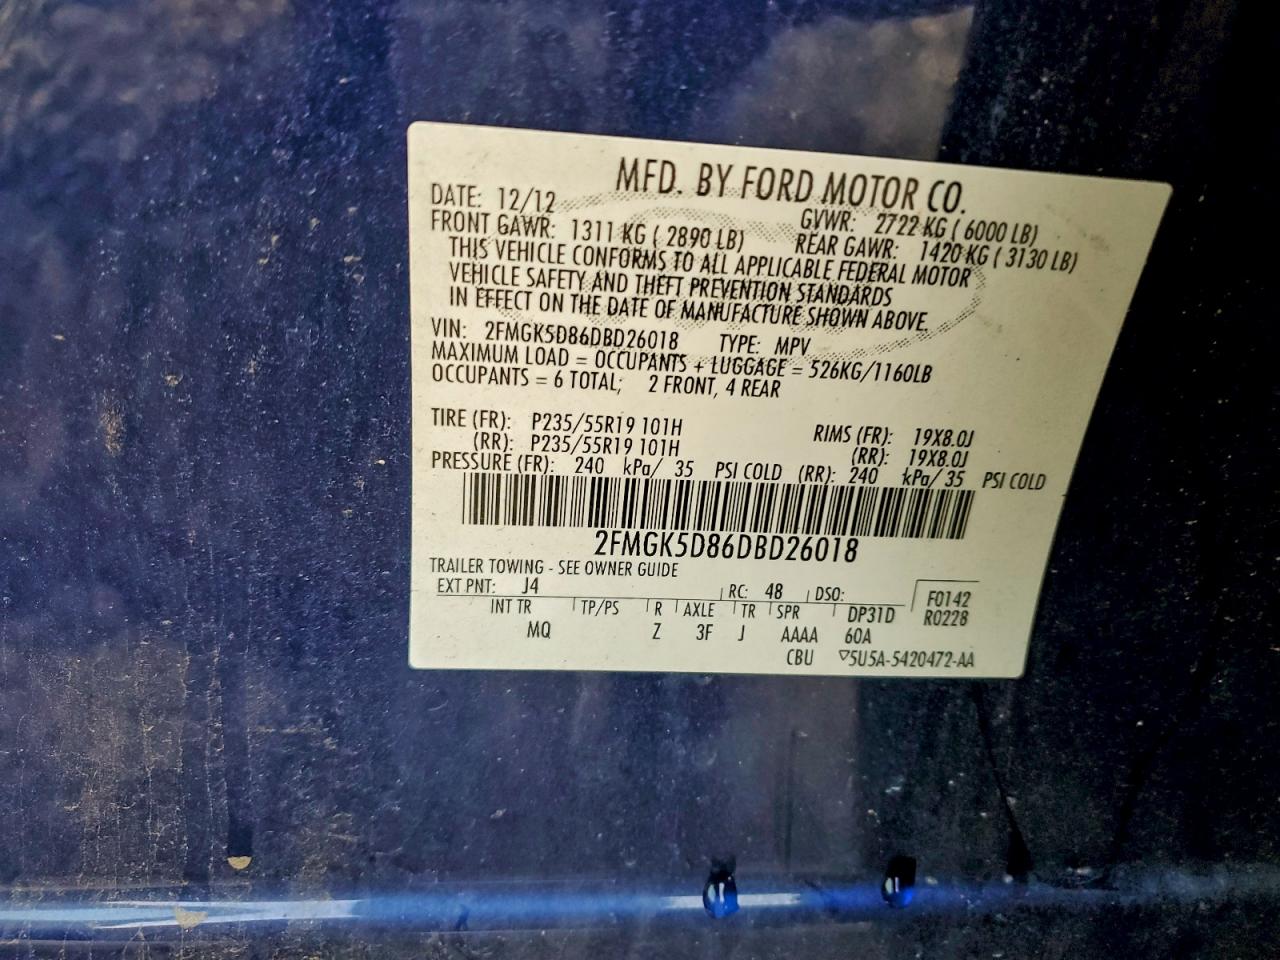 MFD. BY FORD MOTOR CO.
DATE: 12/12 GVWR: 2722 KG ( 6000 LB)
FRONT GAWR: 1311 KG ( 2890 LB) REAR GAWR: 1420 KG ( 3130 LB)
THIS VEHICLE CONFORMS TO ALL APPLICABLE FEDERAL MOTOR
VEHICLE SAFETY AND THEFT PREVENTION STANDARDS
IN EFFECT ON THE DATE OF MANUFACTURE SHOWN ABOVE.
VIN: 2FMGK5D86DBD26018 TYPE: MPV
MAXIMUM LOAD = OCCUPANTS + LUGGAGE = 526KG/1160LB
OCCUPANTS = 6 TOTAL; 2 FRONT, 4 REAR
TIRE (FR): P235/55R19 101H RIMS (FR): 19X8.0J
(RR): P235/55R19 101H (RR): 19X8.0J
PRESSURE (FR): 240 kPa/ 35 PSI COLD (RR): 240 kPa/ 35 PSI COLD
2FMGK5D86DBD26018
TRAILER TOWING - SEE OWNER GUIDE
EXT PNT: J4 RC: 48 DSO: F0142
INT TR TP/PS R AXLE TR SPR DP31D R0228
MQ Z 3F J AAAA 60A
CBU ▽5U5A-5420472-AA